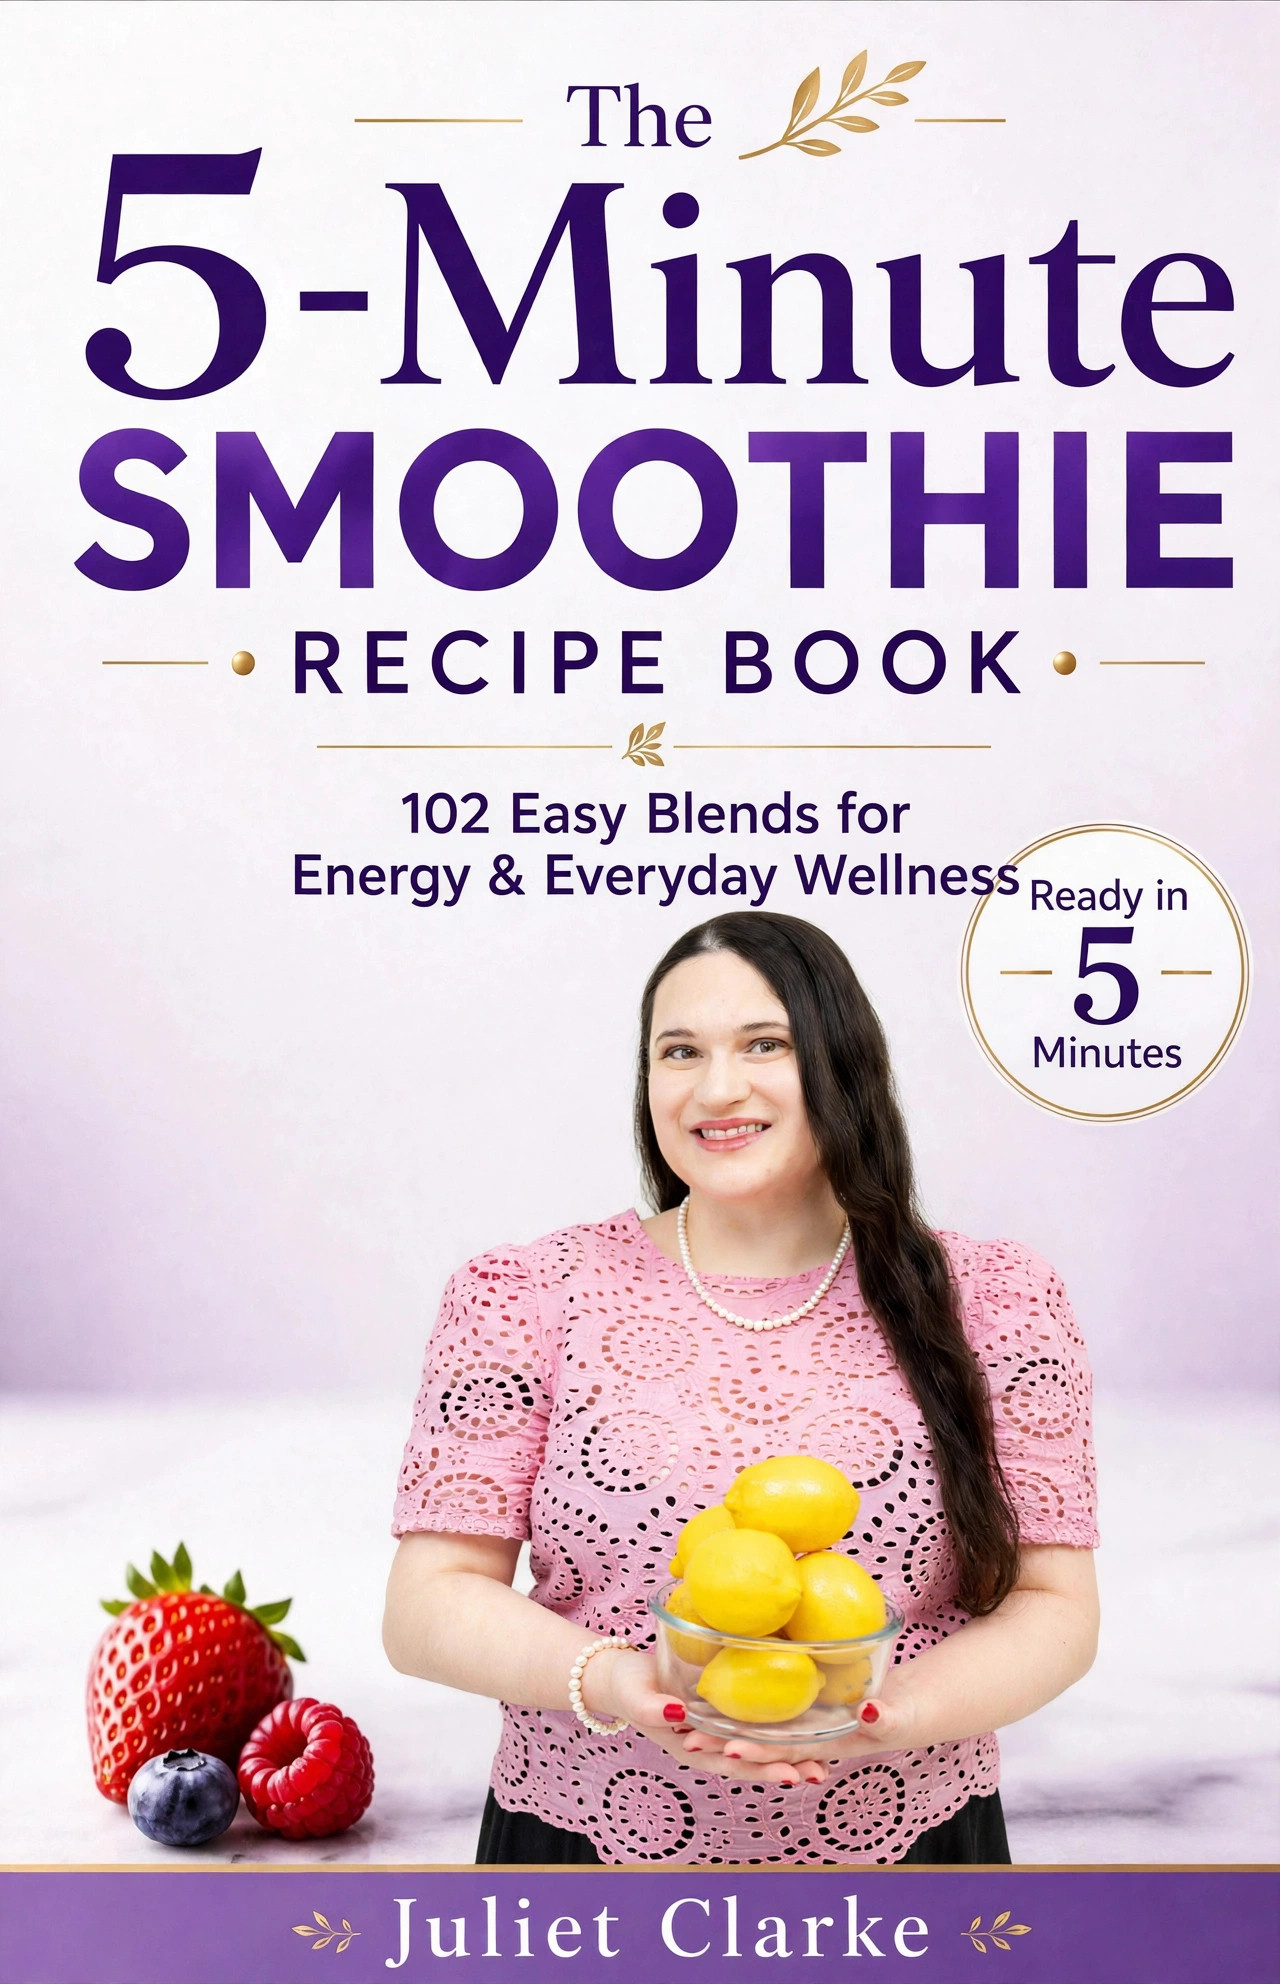 The
5-Minute
SMOOTHIE
RECIPE BOOK
102 Easy Blends for
Energy & Everyday Wellness
Ready in
5
Minutes
Juliet Clarke